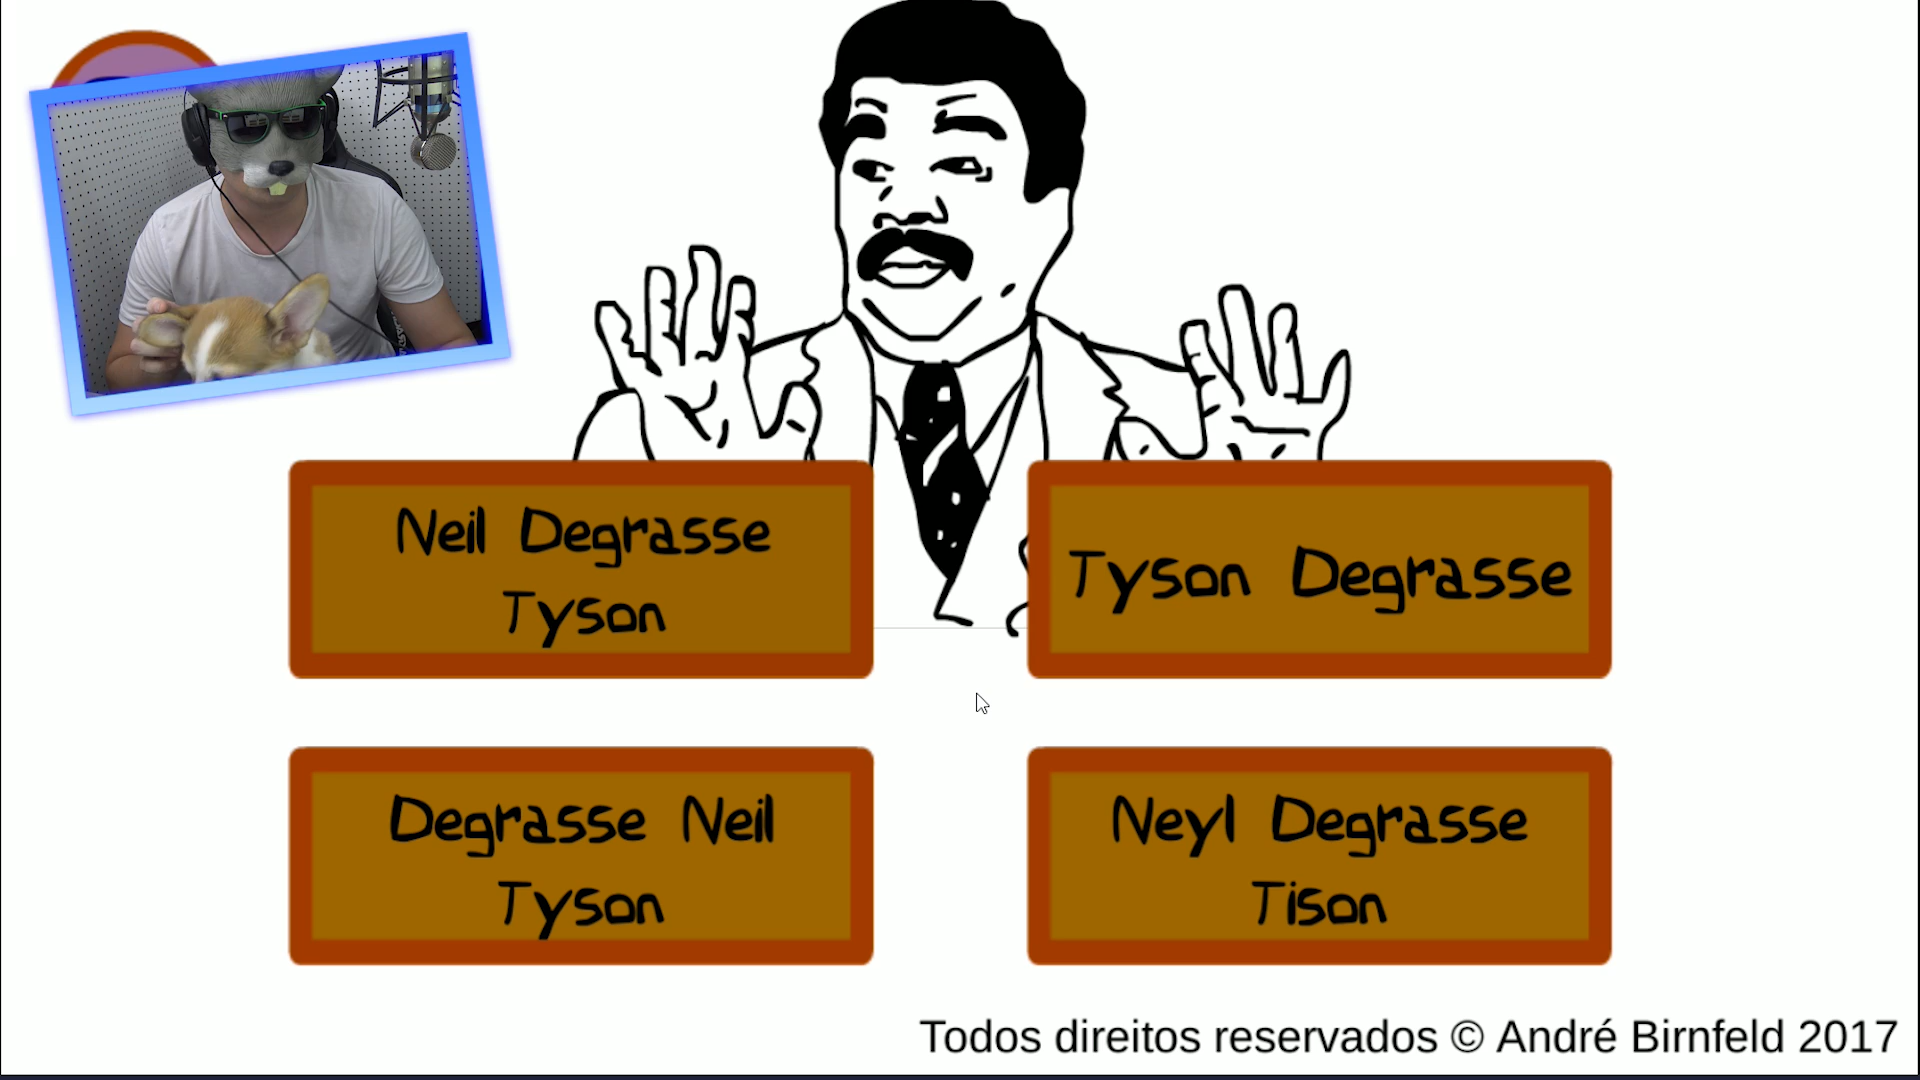 Neil Degrasse
Tyson
Tyson Degrasse
Degrasse Neil
Tyson
Neyl Degrasse
Tison
Todos direitos reservados © André Birnfeld 2017